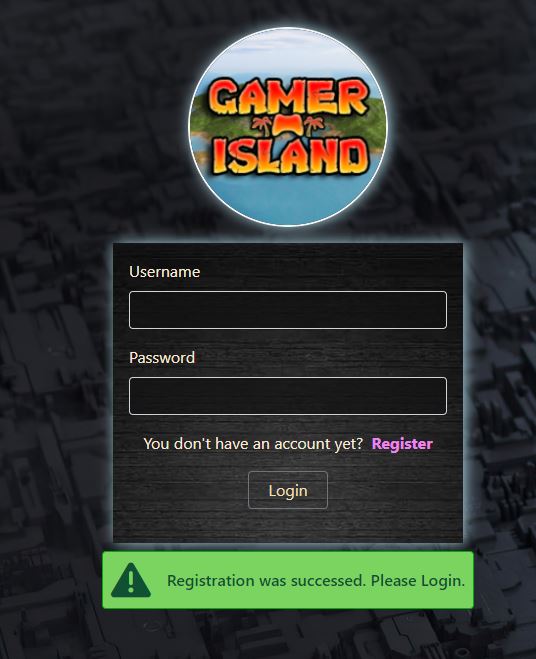 GAMER
ISLAND
Username
Password
You don't have an account yet? Register
Login
Registration was successed. Please Login.